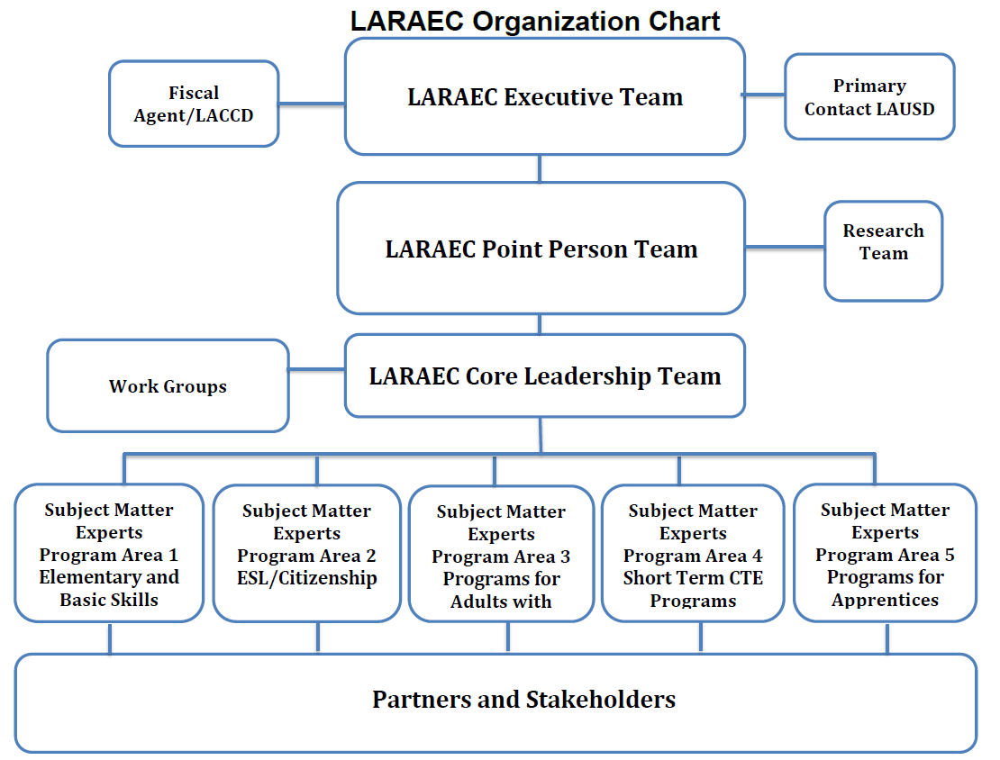 LARAEC Organization Chart
Fiscal
Agent/LACCD
LARAEC Executive Team
Primary
Contact LAUSD
LARAEC Point Person Team
Research
Team
Work Groups
LARAEC Core Leadership Team
Subject Matter
Experts
Program Area 1
Elementary and
Basic Skills
Subject Matter
Experts
Program Area 2
ESL/Citizenship
Subject Matter
Experts
Program Area 3
Programs for
Adults with
Subject Matter
Experts
Program Area 4
Short Term CTE
Programs
Subject Matter
Experts
Program Area 5
Programs for
Apprentices
Partners and Stakeholders